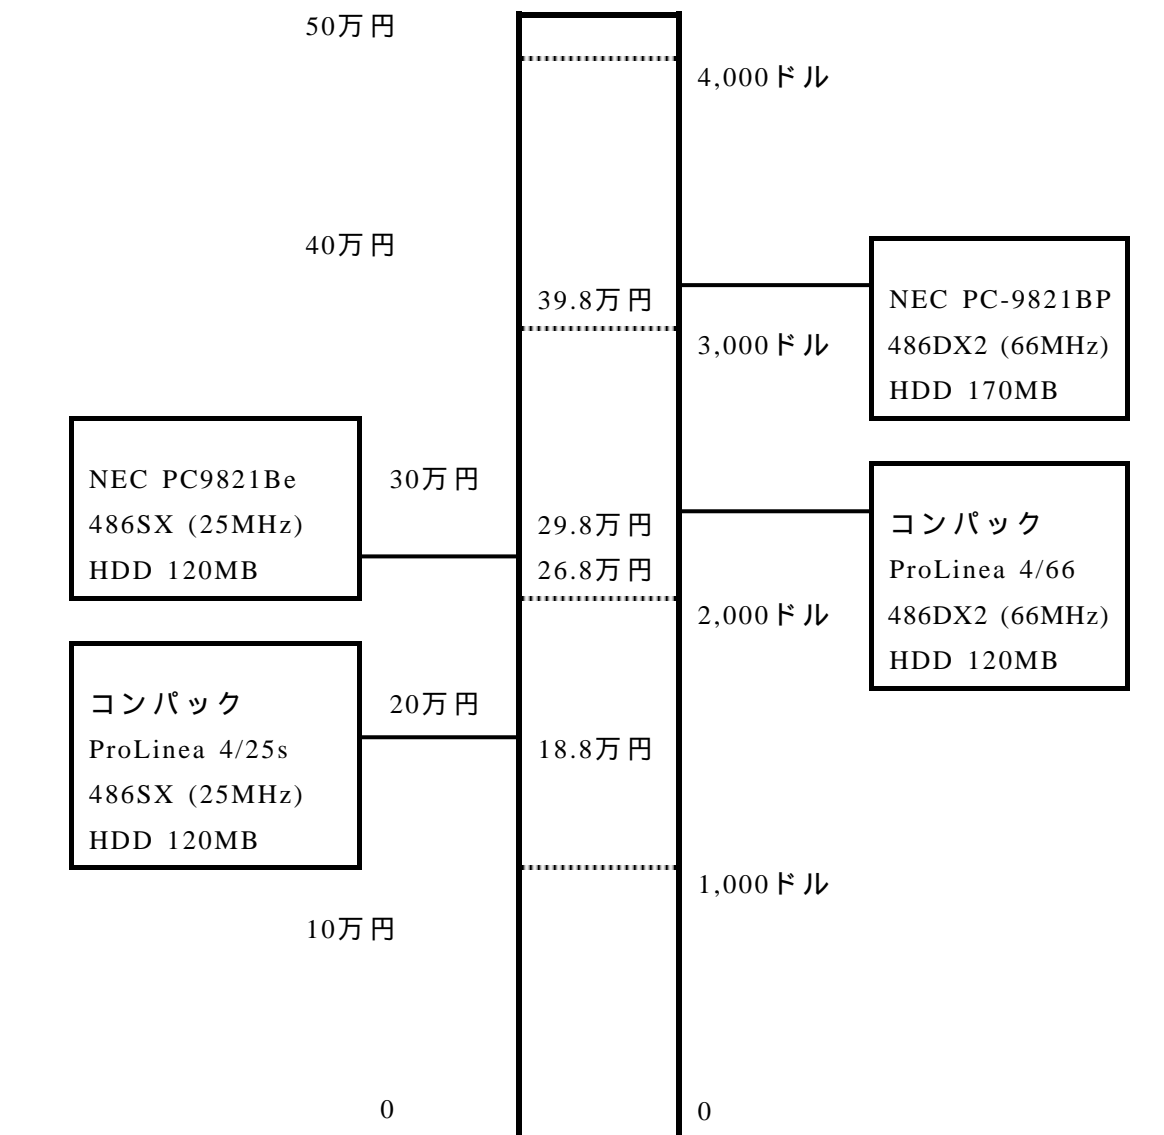 50万円
4,000ドル
40万円
39.8万円
3,000ドル
NEC PC-9821BP
486DX2 (66MHz)
HDD 170MB
NEC PC9821Be
486SX (25MHz)
HDD 120MB
30万円
29.8万円
26.8万円
2,000ドル
コンパック
ProLinea 4/66
486DX2 (66MHz)
HDD 120MB
コンパック
ProLinea 4/25s
486SX (25MHz)
HDD 120MB
20万円
18.8万円
1,000ドル
10万円
0
0